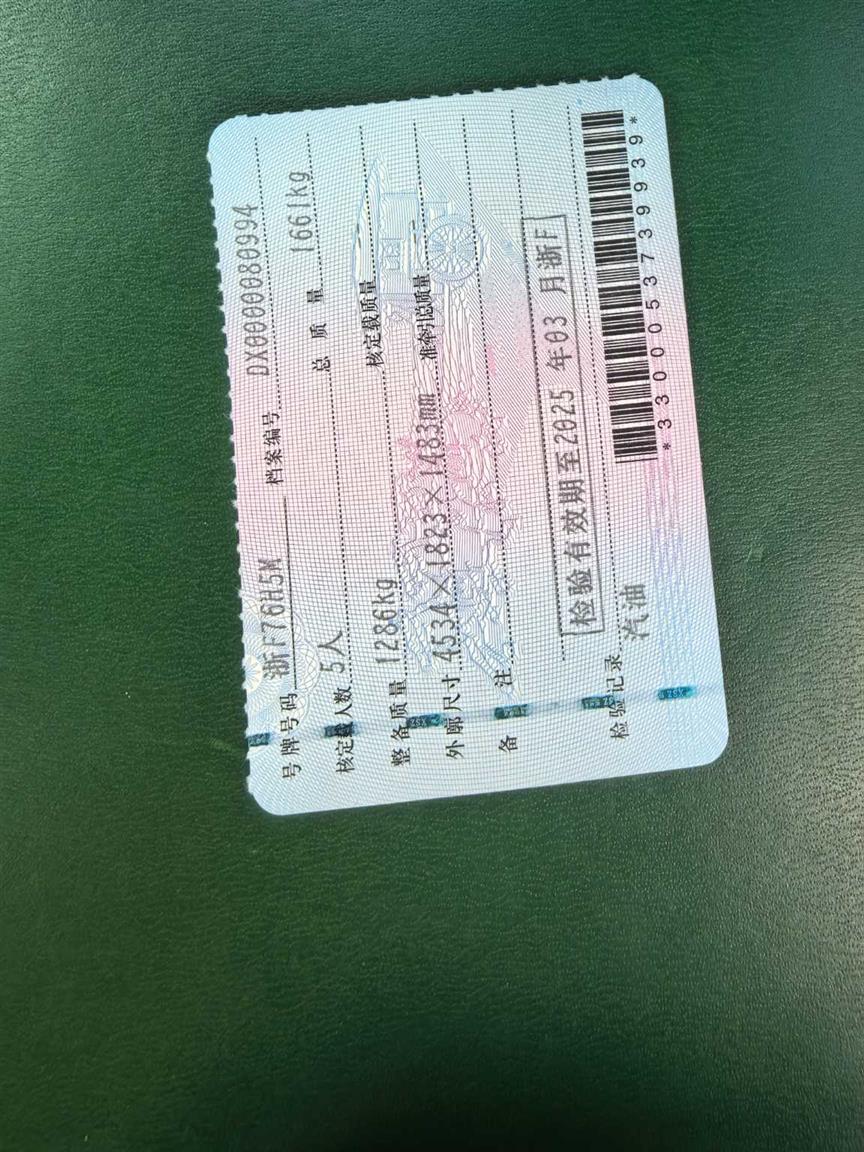 号牌号码 浙F76H5M 档案编号 DX0000080994
核定载人数 5人 总质量 1661kg
整备质量 1286kg 核定载质量
外廓尺寸 4534×1823×1483mm 准牵引总质量
备注
检验有效期至2025年03月浙F
检验记录
汽油
*3300053739939*